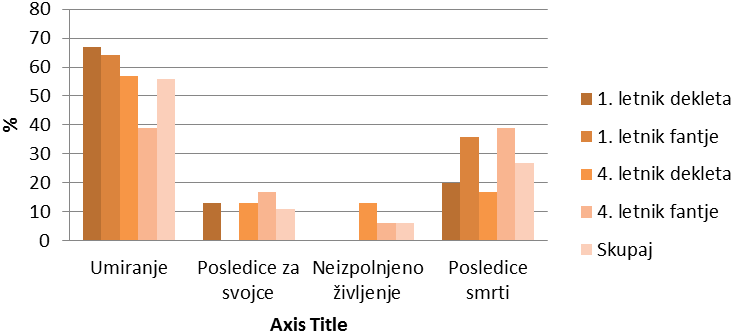 80
70
60
50
40
30
20
10
0
%
Umiranje
Posledice za
svojce
Neizpolnjeno
življenje
Posledice
smrti
Axis Title
1. letnik dekleta
1. letnik fantje
4. letnik dekleta
4. letnik fantje
Skupaj